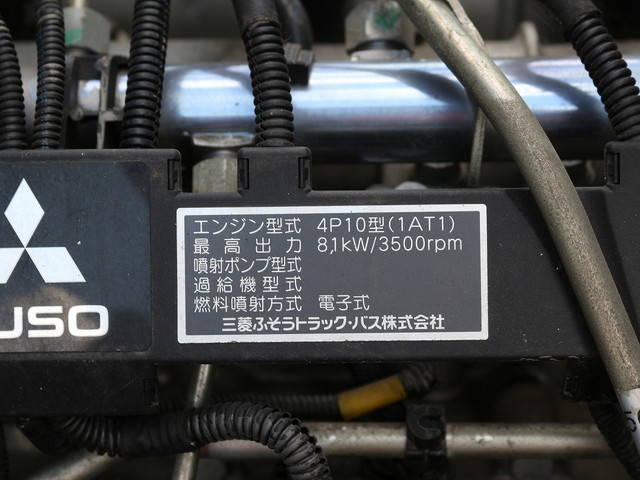 エンジン型式 4P10型(1AT1)
最高出力 81kW/3500rpm
噴射ポンプ型式
過給機型式
燃料噴射方式 電子式
三菱ふそうトラック・バス株式会社
USO